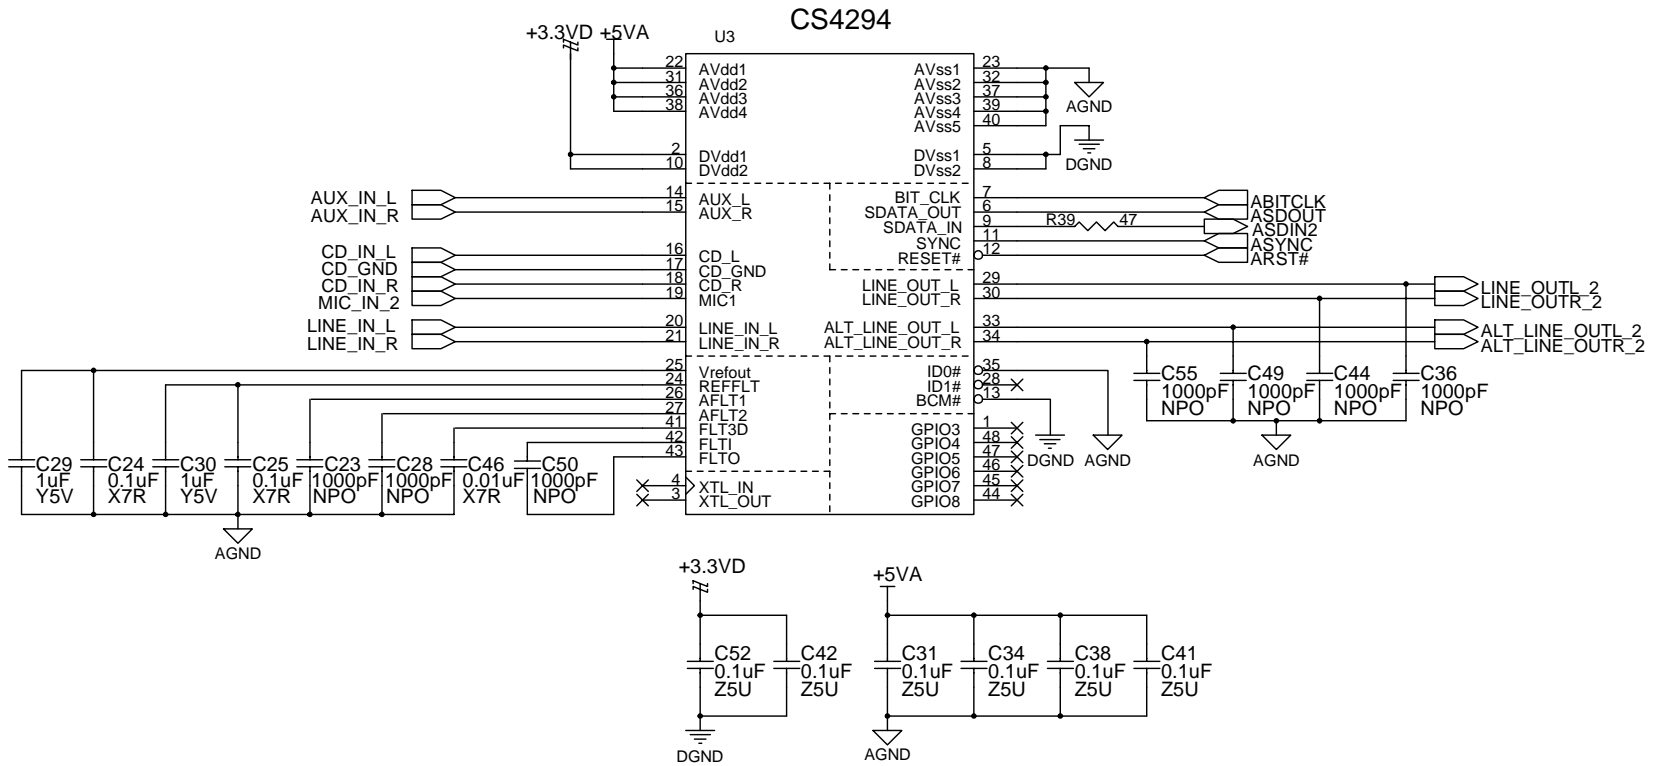 CS4294
+3.3VD +5VA
U3
22 AVdd1
31 AVdd2
36 AVdd3
38 AVdd4
2 DVdd1
10 DVdd2
AUX_IN_L 14 AUX_L
AUX_IN_R 15 AUX_R
CD_IN_L 16 CD_L
CD_GND 17 CD_GND
CD_IN_R 18 CD_R
MIC_IN_2 19 MIC1
LINE_IN_L 20 LINE_IN_L
LINE_IN_R 21 LINE_IN_R
25 Vrefout
24 REFFLT
26 AFLT1
27 AFLT2
41 FLT3D
42 FLTI
43 FLTO
4 XTL_IN
3 XTL_OUT
AVss1 23
AVss2 32
AVss3 37
AVss4 39
AVss5 40
AGND
DVss1 5
DVss2 8
DGND
BIT_CLK 7 ABITCLK
SDATA_OUT 6 ASDOUT
SDATA_IN 9 R39 47 ASDIN2
SYNC 11 ASYNC
RESET# 12 ARST#
LINE_OUT_L 29 LINE_OUTL_2
LINE_OUT_R 30 LINE_OUTR_2
ALT_LINE_OUT_L 33 ALT_LINE_OUTL_2
ALT_LINE_OUT_R 34 ALT_LINE_OUTR_2
ID0# 35
ID1# 28
BCM# 13
GPIO3 1
GPIO4 48
GPIO5 47
GPIO6 46
GPIO7 45
GPIO8 44
DGND AGND
C55 C49 C44 C36
1000pF 1000pF 1000pF 1000pF
NPO NPO NPO NPO
AGND
C29 C24 C30 C25 C23 C28 C46 C50
1uF 0.1uF 1uF 0.1uF 1000pF 1000pF 0.01uF 1000pF
Y5V X7R Y5V X7R NPO NPO X7R NPO
AGND
+3.3VD
C52 C42
0.1uF 0.1uF
Z5U Z5U
DGND
+5VA
C31 C34 C38 C41
0.1uF 0.1uF 0.1uF 0.1uF
Z5U Z5U Z5U Z5U
AGND